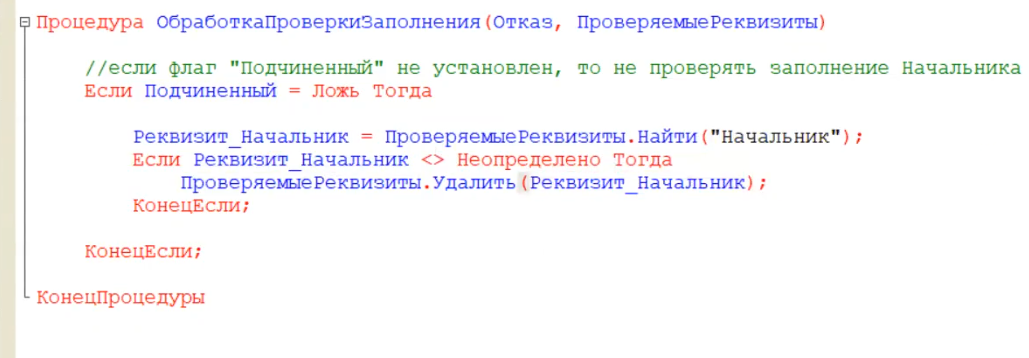 Процедура ОбработкаПроверкиЗаполнения(Отказ, ПроверяемыеРеквизиты)
//если флаг "Подчиненный" не установлен, то не проверять заполнение Начальника
Если Подчиненный = Ложь Тогда
Реквизит_Начальник = ПроверяемыеРеквизиты.Найти("Начальник");
Если Реквизит_Начальник <> Неопределено Тогда
ПроверяемыеРеквизиты.Удалить(Реквизит_Начальник);
КонецЕсли;
КонецЕсли;
КонецПроцедуры